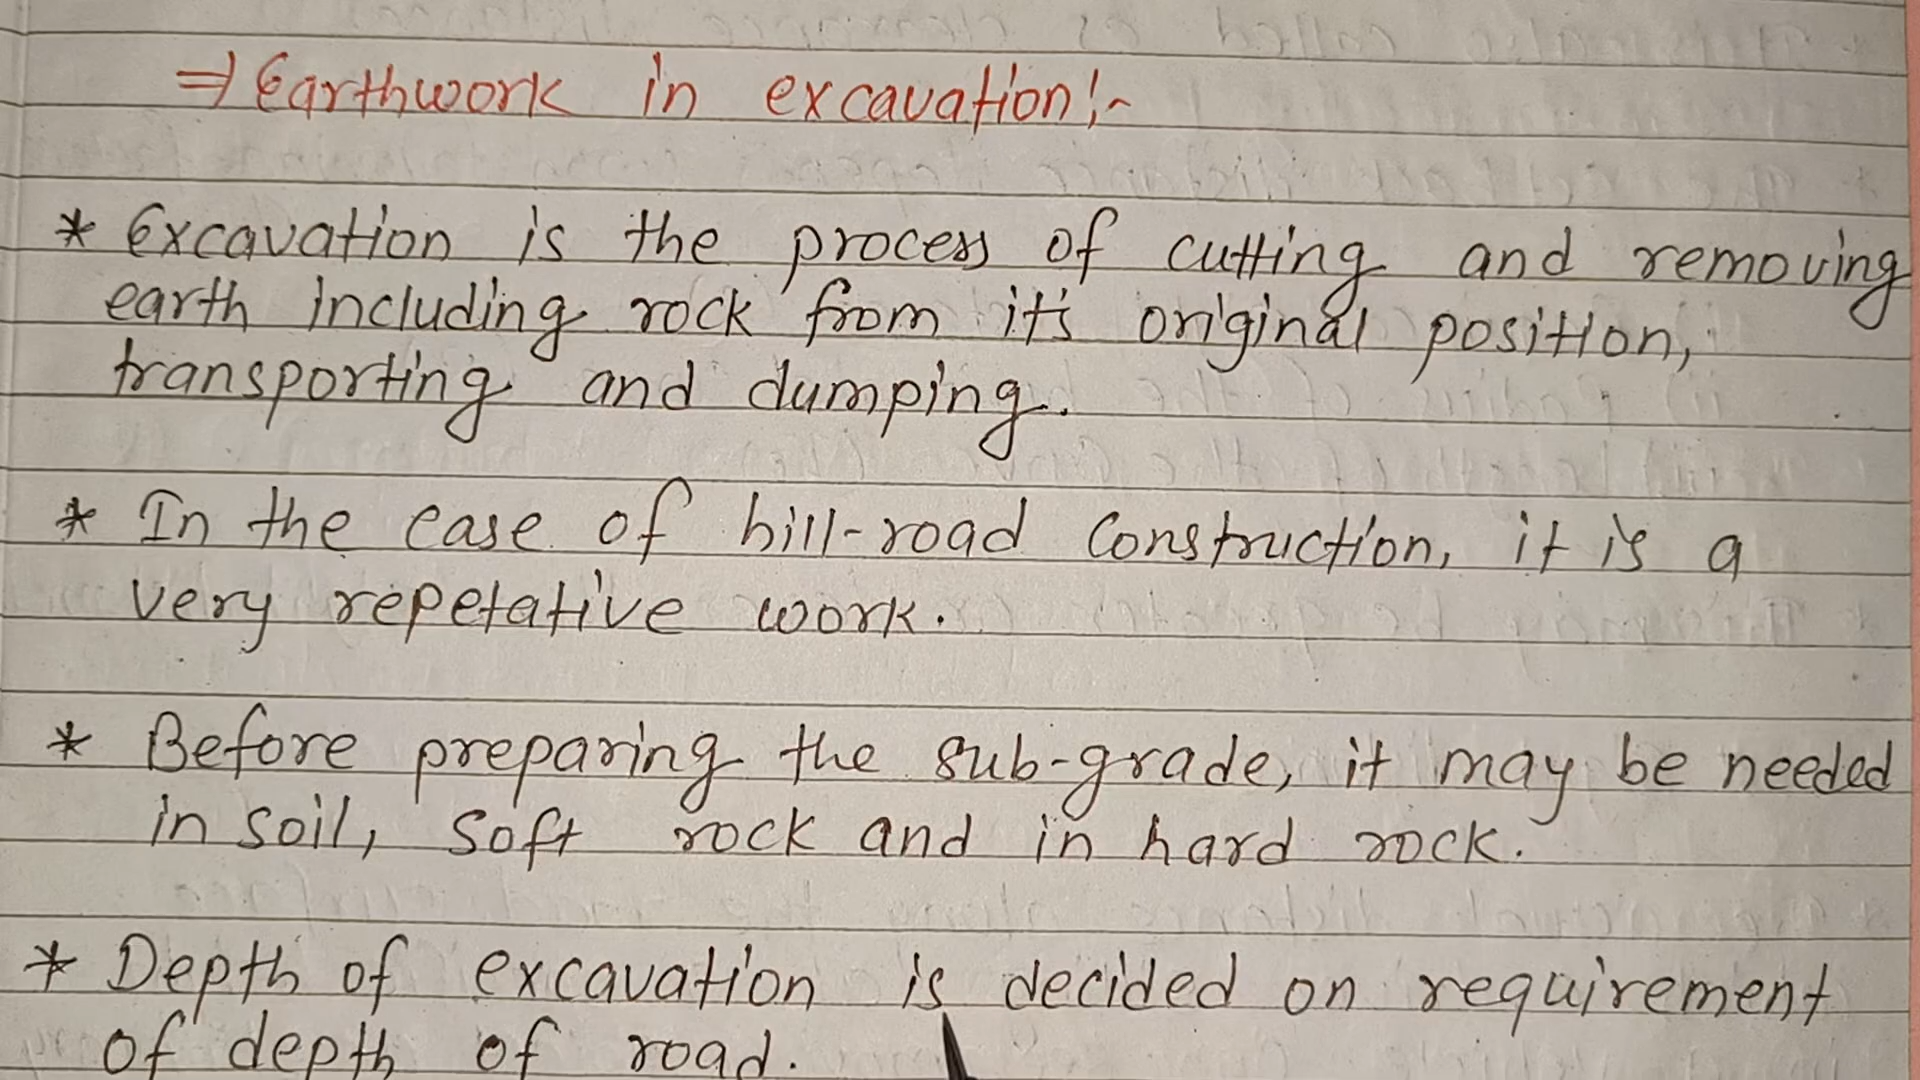 ⇒ Earthwork in excavation:-
* Excavation is the process of cutting and removing
earth including rock from it's original position,
transporting and dumping.
* In the case of hill-road construction, it is a
very repetative work.
* Before preparing the sub-grade, it may be needed
in soil, soft rock and in hard rock.
* Depth of excavation is decided on requirement
of depth of road.